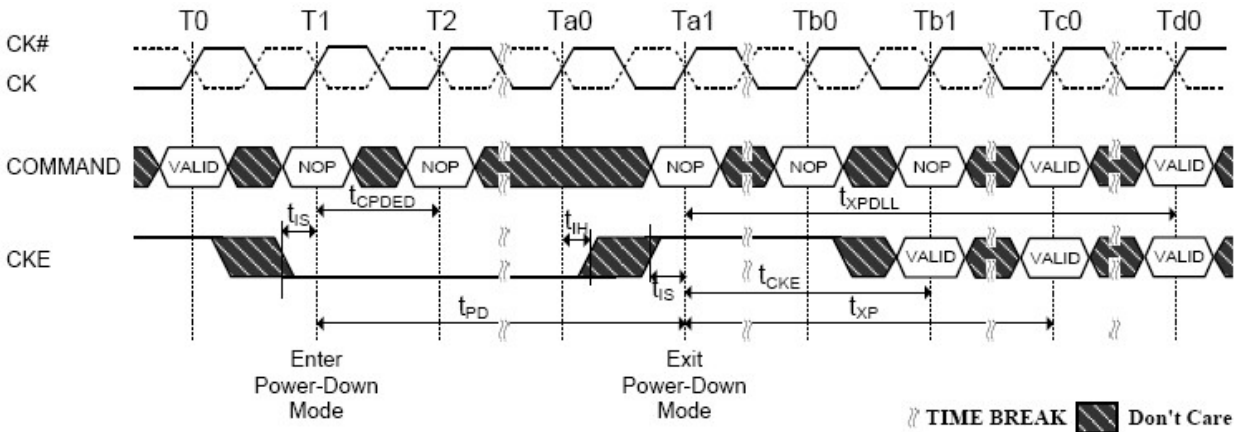 T0 T1 T2 Ta0 Ta1 Tb0 Tb1 Tc0 Td0
CK#
CK
COMMAND VALID NOP NOP NOP NOP NOP VALID VALID
tIS tCPDED tIH tXPDLL
CKE VALID VALID VALID
tIS tCKE
tPD tXP
Enter
Power-Down
Mode
Exit
Power-Down
Mode
TIME BREAK Don't Care